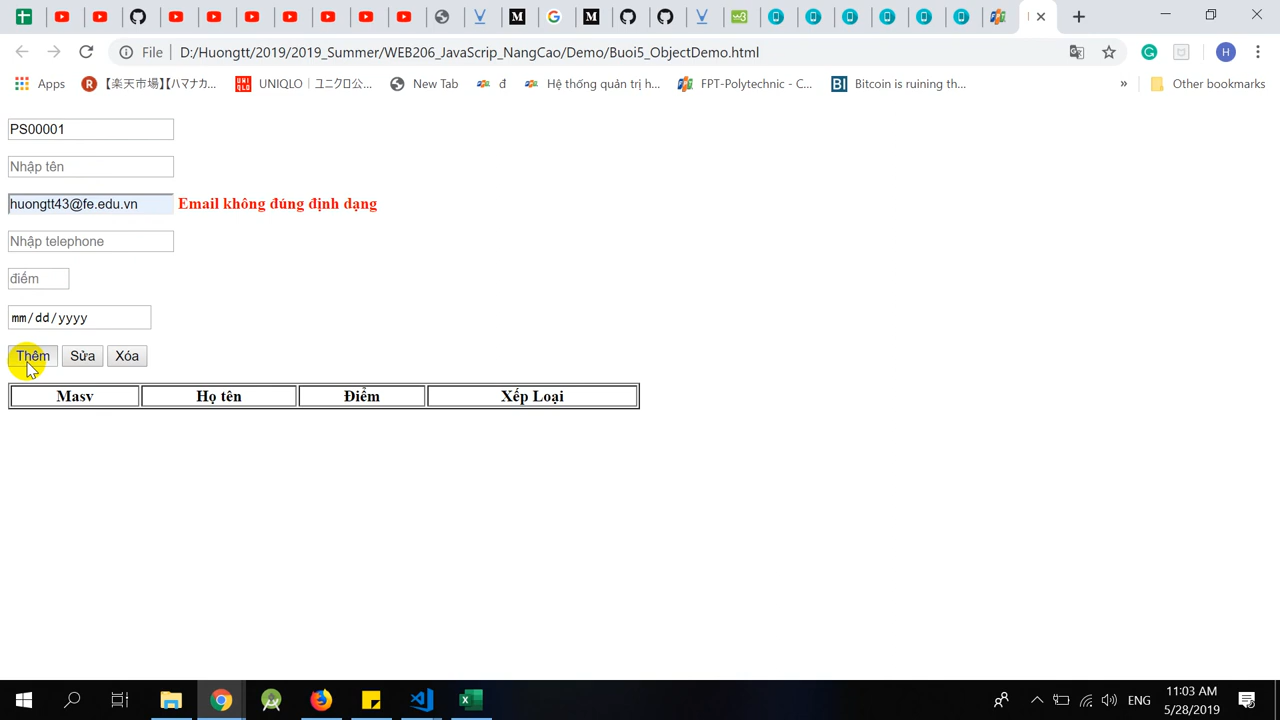 File
D:/Huongtt/2019/2019_Summer/WEB206_JavaScrip_NangCao/Demo/Buoi5_ObjectDemo.html
H
Apps
R
【楽天市場】【ハマナカ...
UNIQLO｜ユニクロ公...
New Tab
đ
Hệ thống quản trị h...
FPT-Polytechnic - C...
BI
Bitcoin is ruining th...
»
Other bookmarks
PS00001
Nhập tên
huongtt43@fe.edu.vn Email không đúng định dạng
Nhập telephone
điểm
mm/dd/yyyy
Thêm Sửa Xóa
Masv Họ tên Điểm Xếp Loại
ENG
11:03 AM
5/28/2019